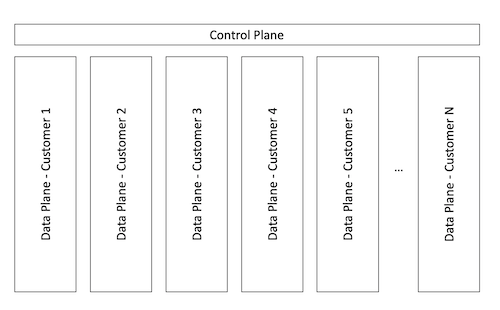 Control Plane
Data Plane - Customer 1
Data Plane - Customer 2
Data Plane - Customer 3
Data Plane - Customer 4
Data Plane - Customer 5
...
Data Plane - Customer N